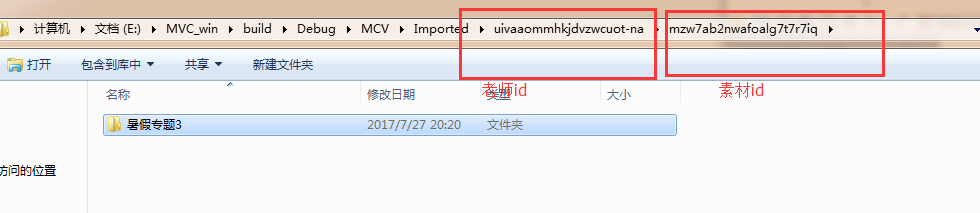 计算机 文档 (E:) MVC_win build Debug MCV Imported uivaaommhkjdvzwcuot-na mzw7ab2nwafoalg7t7r7iq
打开 包含到库中 共享 新建文件夹
老师id 素材id
名称 修改日期 类型 大小
暑假专题3 2017/7/27 20:20 文件夹
访问的位置